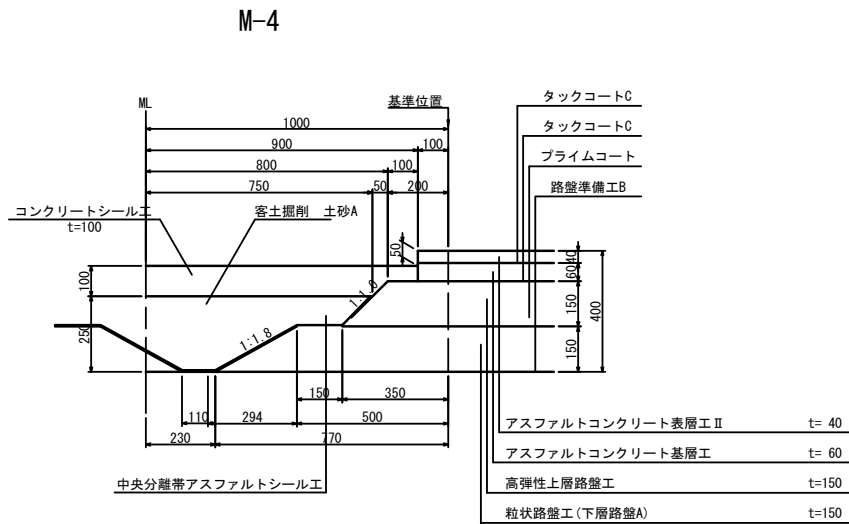 M-4
ML
基準位置
タックコートC
1000
タックコートC
900
100
プライムコート
800
100
路盤準備工B
750
50
200
コンクリートシール工
t=100
客土掘削　土砂A
50
40
60
100
1:1.0
150
400
250
1:1.8
150
150
350
110
294
500
アスファルトコンクリート表層工Ⅱ t= 40
230
770
アスファルトコンクリート基層工 t= 60
中央分離帯アスファルトシール工
高弾性上層路盤工 t=150
粒状路盤工(下層路盤A) t=150